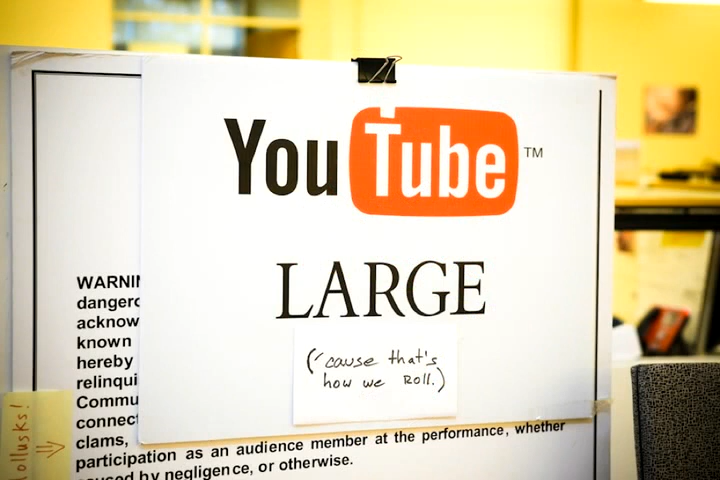 YouTube™
LARGE
('cause that's
how we ROLL.)
WARNIN
dangero
acknow
known
hereby
relinqui
Commu
connect
clams,
participation as an audience member at the performance, whether
caused by negligence, or otherwise.
ollusks!